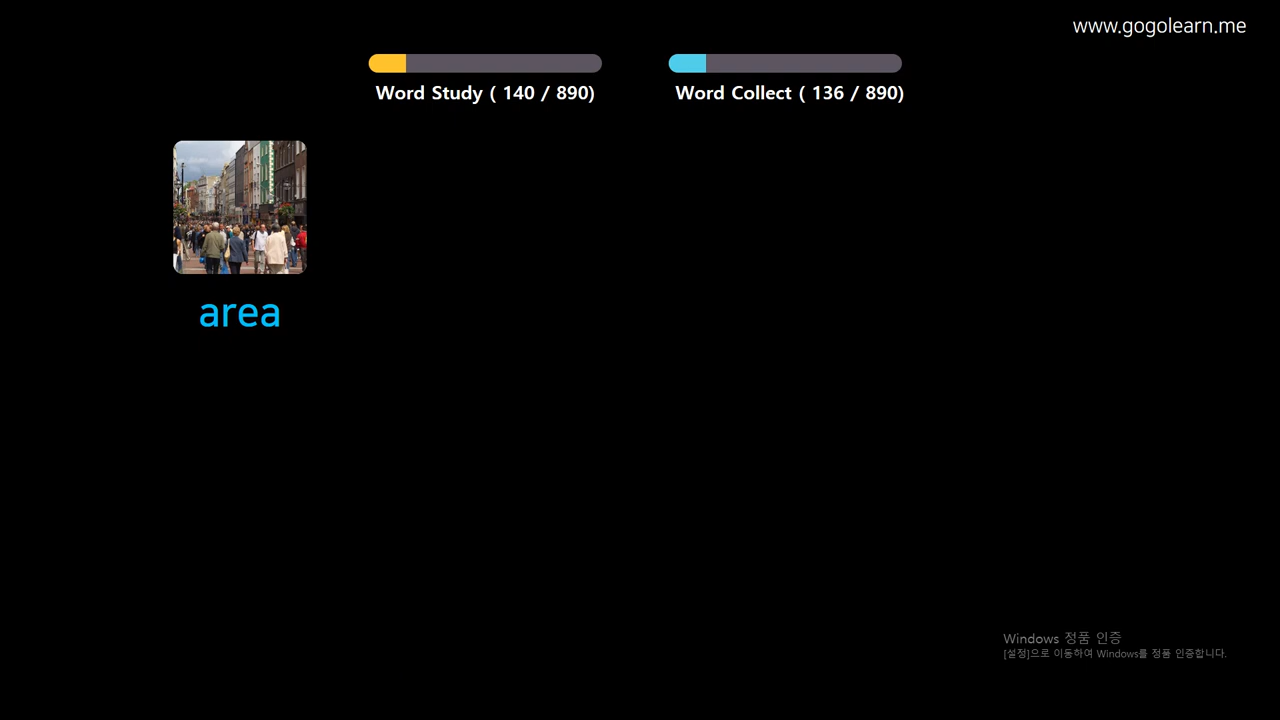 www.gogolearn.me
Word Study ( 140 / 890)
Word Collect ( 136 / 890)
area
Windows 정품 인증
[설정]으로 이동하여 Windows를 정품 인증합니다.